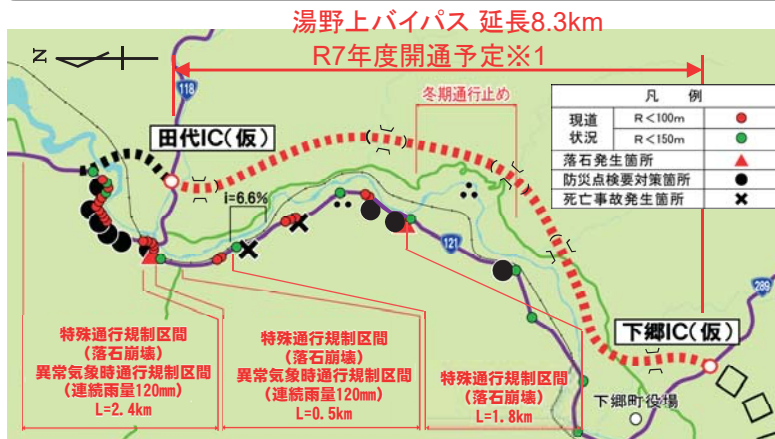 湯野上バイパス 延長8.3km
R7年度開通予定※1
N
118
冬期通行止め
田代IC(仮)
凡 例
現道
状況
R<100m
R<150m
落石発生箇所
防災点検要対策箇所
死亡事故発生箇所
i=6.6%
121
289
下郷IC(仮)
下郷町役場
特殊通行規制区間
(落石崩壊)
異常気象時通行規制区間
(連続雨量120mm)
L=2.4km
特殊通行規制区間
(落石崩壊)
異常気象時通行規制区間
(連続雨量120mm)
L=0.5km
特殊通行規制区間
(落石崩壊)
L=1.8km